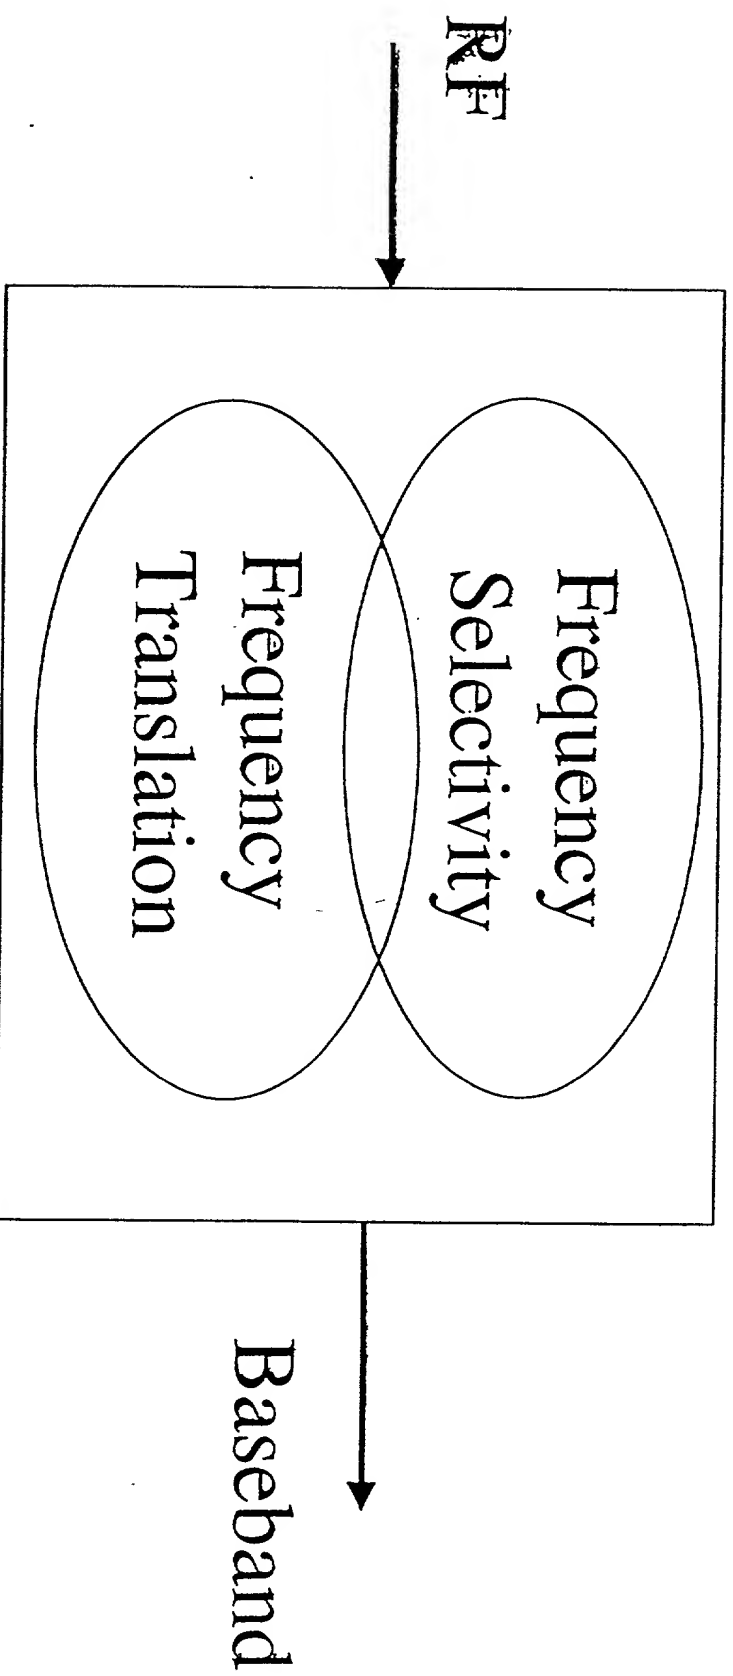 RF
Frequency
Selectivity
Frequency
Translation
Baseband